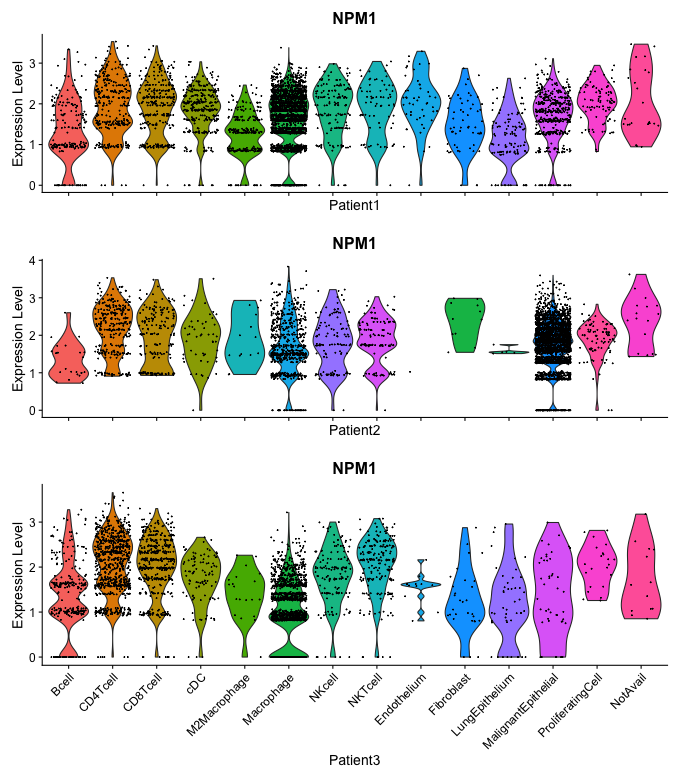 NPM1
Expression Level
3
2
1
0
Patient1
NPM1
Expression Level
4
3
2
1
0
Patient2
NPM1
Expression Level
3
2
1
0
Bcell
CD4Tcell
CD8Tcell
cDC
M2Macrophage
Macrophage
NKcell
NKTcell
Endothelium
Fibroblast
LungEpithelium
MalignantEpithelial
ProliferatingCell
NotAvail
Patient3